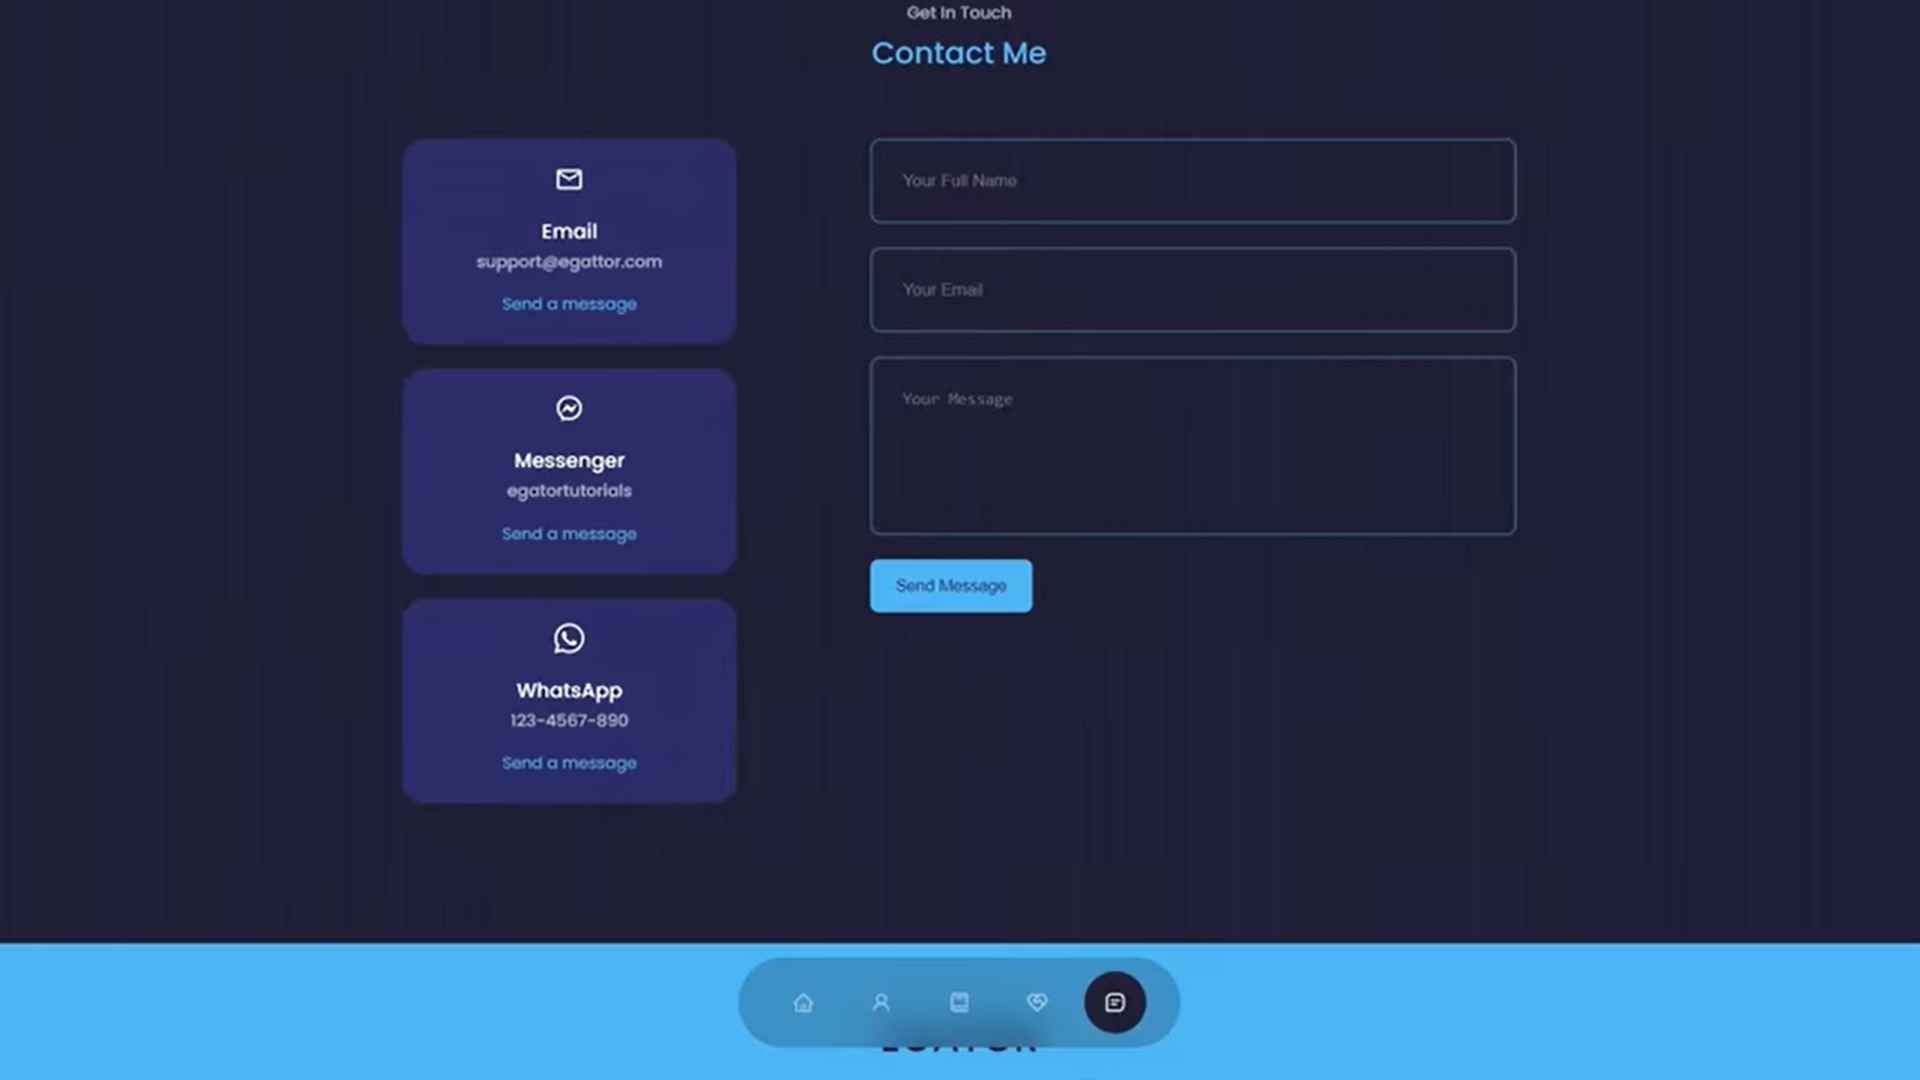 Get In Touch
Contact Me
Email
support@egattor.com
Send a message
Messenger
egatortutorials
Send a message
WhatsApp
123-4567-890
Send a message
Your Full Name
Your Email
Your Message
Send Message
EGATOR